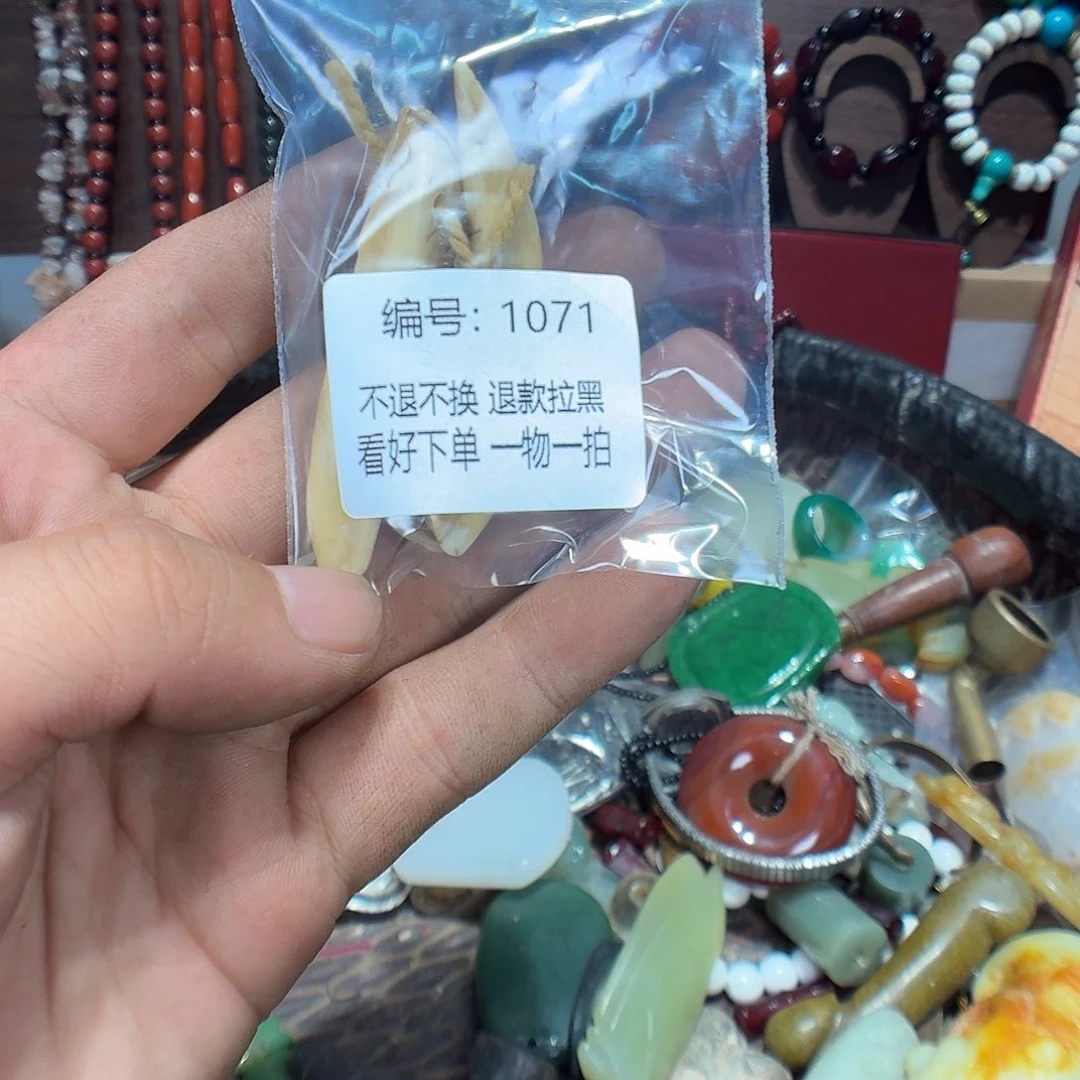 编号：1071
不退不换 退款拉黑
看好下单 一物一拍